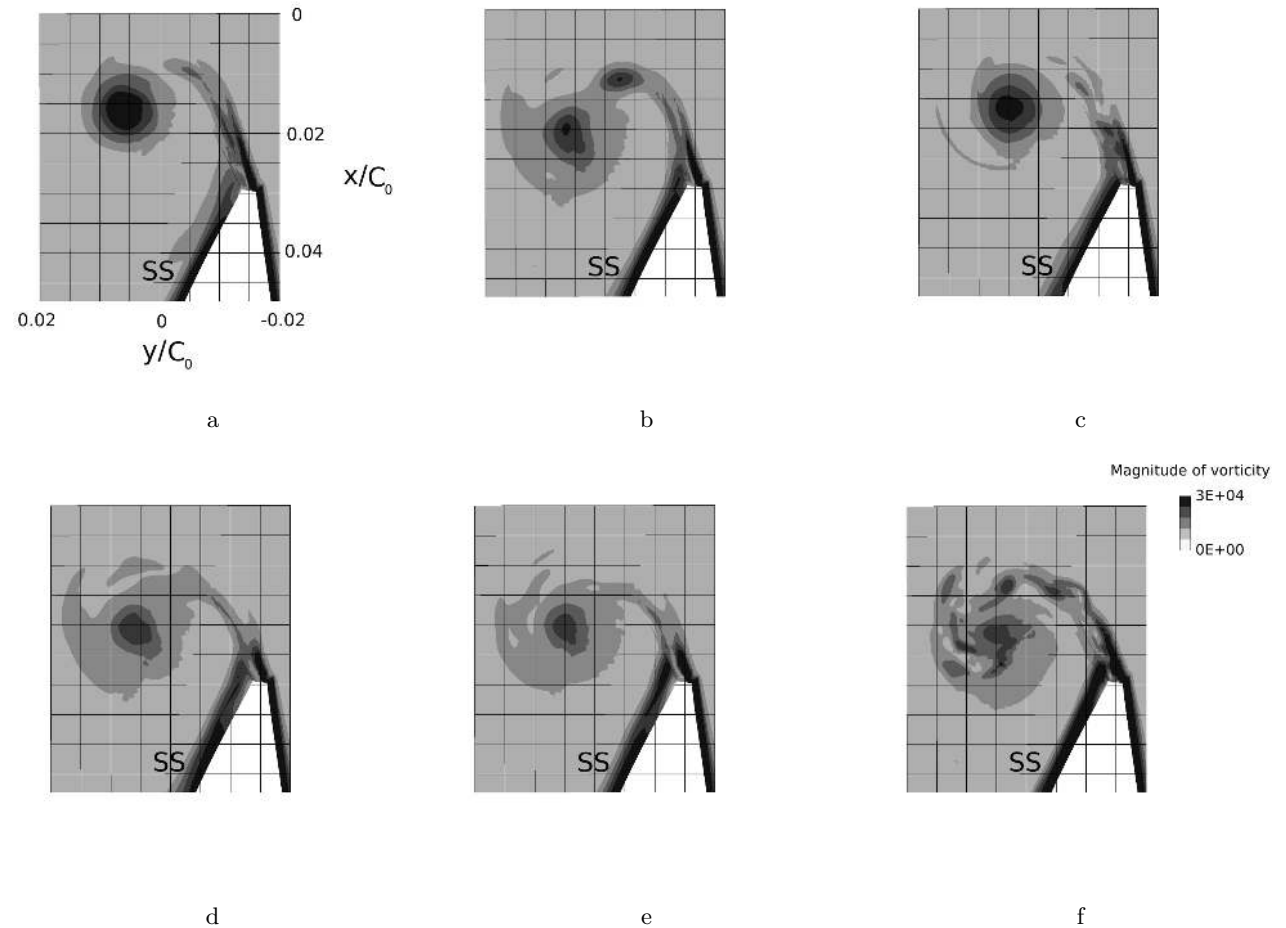 0
0.02
x/C0
0.04
SS
0.02 0 -0.02
y/C0
SS
SS
a b c
Magnitude of vorticity
3E+04
0E+00
SS
SS
SS
d e f